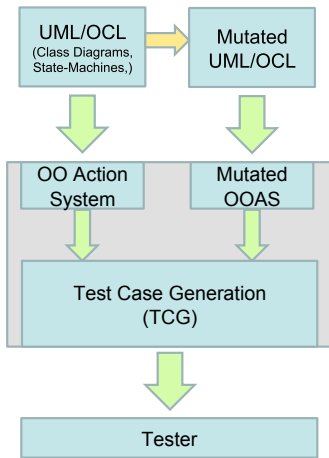 UML/OCL
(Class Diagrams,
State-Machines,)
Mutated
UML/OCL
OO Action
System
Mutated
OOAS
Test Case Generation
(TCG)
Tester